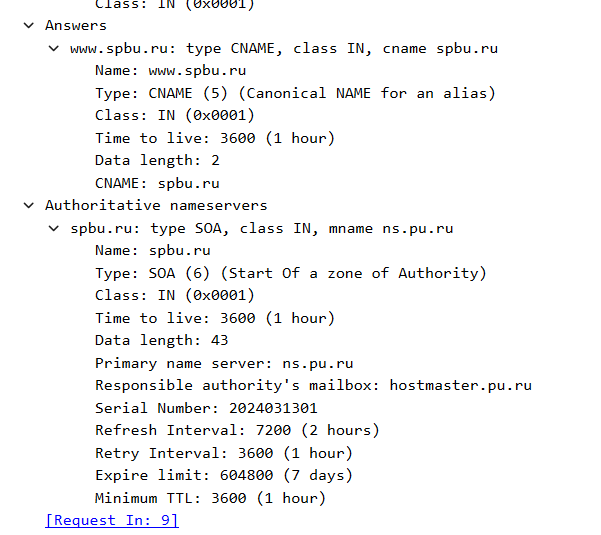 Class: IN (0x0001)
Answers
www.spbu.ru: type CNAME, class IN, cname spbu.ru
Name: www.spbu.ru
Type: CNAME (5) (Canonical NAME for an alias)
Class: IN (0x0001)
Time to live: 3600 (1 hour)
Data length: 2
CNAME: spbu.ru
Authoritative nameservers
spbu.ru: type SOA, class IN, mname ns.pu.ru
Name: spbu.ru
Type: SOA (6) (Start Of a zone of Authority)
Class: IN (0x0001)
Time to live: 3600 (1 hour)
Data length: 43
Primary name server: ns.pu.ru
Responsible authority's mailbox: hostmaster.pu.ru
Serial Number: 2024031301
Refresh Interval: 7200 (2 hours)
Retry Interval: 3600 (1 hour)
Expire limit: 604800 (7 days)
Minimum TTL: 3600 (1 hour)
[Request In: 9]